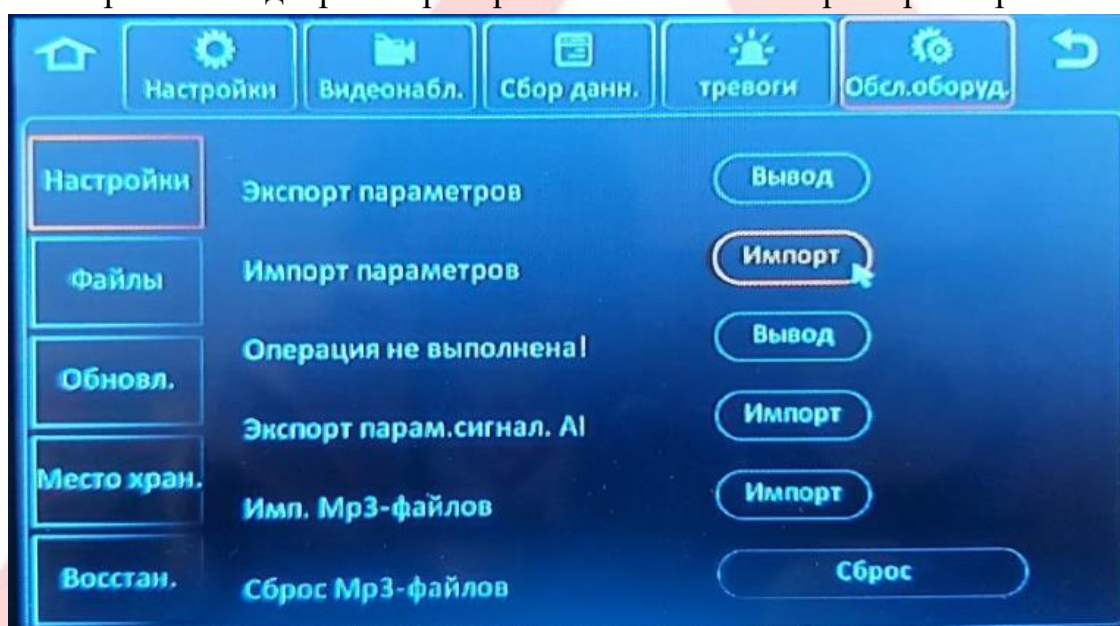 Настройки Видеонабл. Сбор данн. тревоги Обсл.оборуд.
Настройки
Экспорт параметров Вывод
Файлы
Импорт параметров Импорт
Операция не выполнена! Вывод
Обновл.
Экспорт парам.сигнал. AI Импорт
Место хран.
Имп. Mp3-файлов Импорт
Восстан.
Сброс Mp3-файлов Сброс